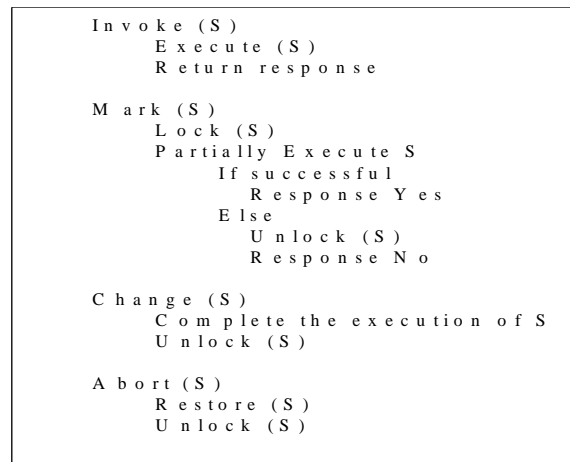 Invoke (S)
Execute (S)
Return response
Mark (S)
Lock (S)
Partially Execute S
If successful
Response Yes
Else
Unlock (S)
Response No
Change (S)
Complete the execution of S
Unlock (S)
Abort (S)
Restore (S)
Unlock (S)